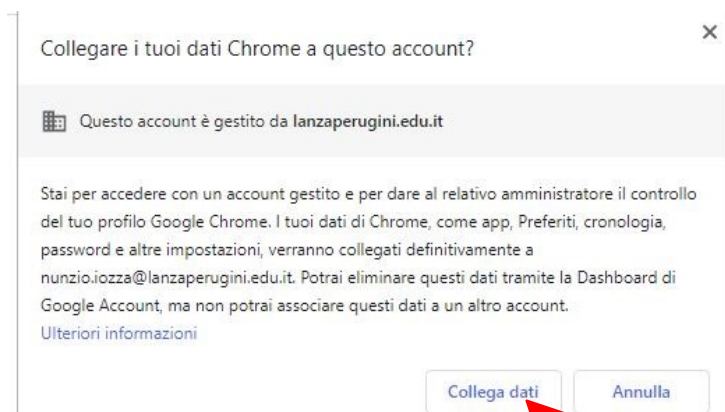 Collegare i tuoi dati Chrome a questo account?
Questo account è gestito da lanzaperugini.edu.it
Stai per accedere con un account gestito e per dare al relativo amministratore il controllo
del tuo profilo Google Chrome. I tuoi dati di Chrome, come app, Preferiti, cronologia,
password e altre impostazioni, verranno collegati definitivamente a
nunzio.iozza@lanzaperugini.edu.it. Potrai eliminare questi dati tramite la Dashboard di
Google Account, ma non potrai associare questi dati a un altro account.
Ulteriori informazioni
Collega dati Annulla